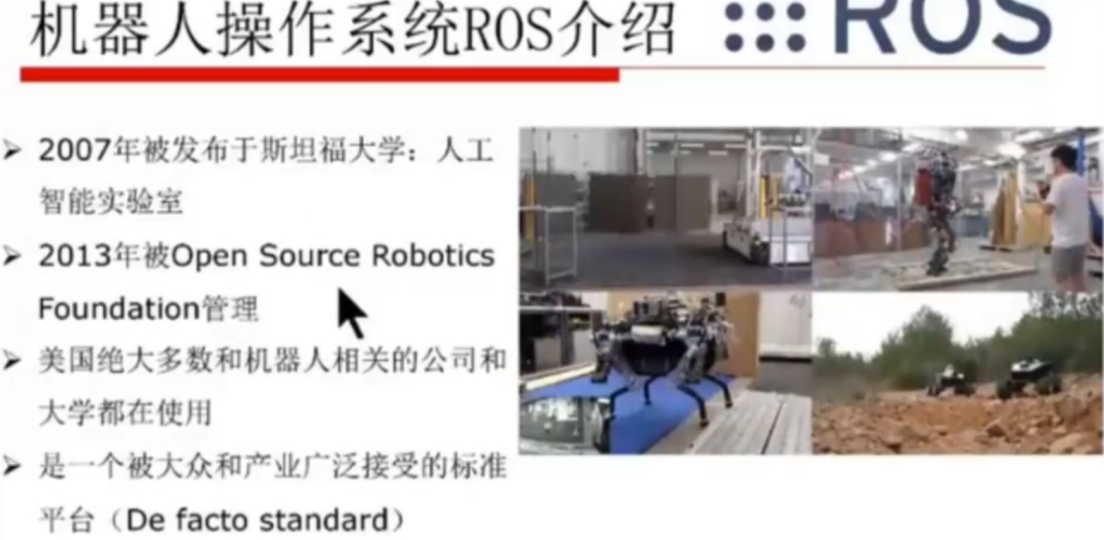 机器人操作系统ROS介绍
ROS
2007年被发布于斯坦福大学：人工
智能实验室
2013年被Open Source Robotics
Foundation管理
美国绝大多数和机器人相关的公司和
大学都在使用
是一个被大众和产业广泛接受的标准
平台（De facto standard）